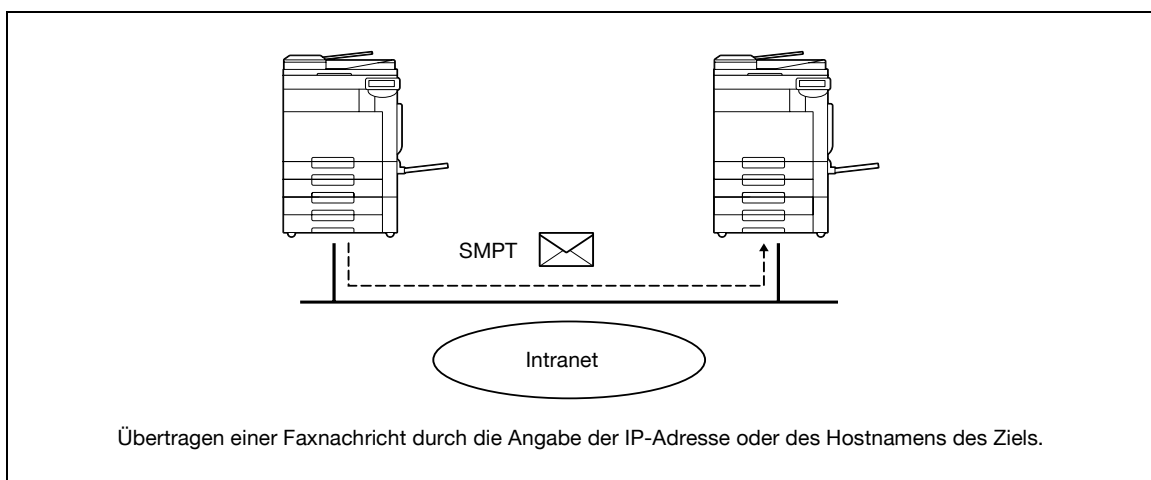 SMPT
Intranet
Übertragen einer Faxnachricht durch die Angabe der IP-Adresse oder des Hostnamens des Ziels.